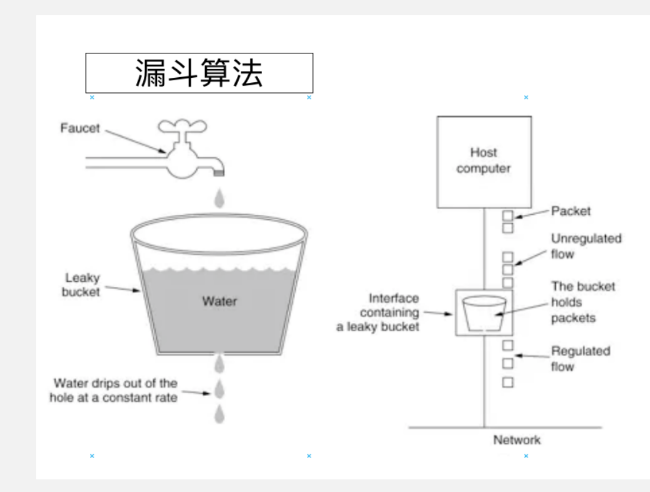 漏斗算法
Faucet
Leaky
bucket
Water
Water drips out of the
hole at a constant rate
Host
computer
Packet
Unregulated
flow
The bucket
holds
packets
Interface
containing
a leaky bucket
Regulated
flow
Network